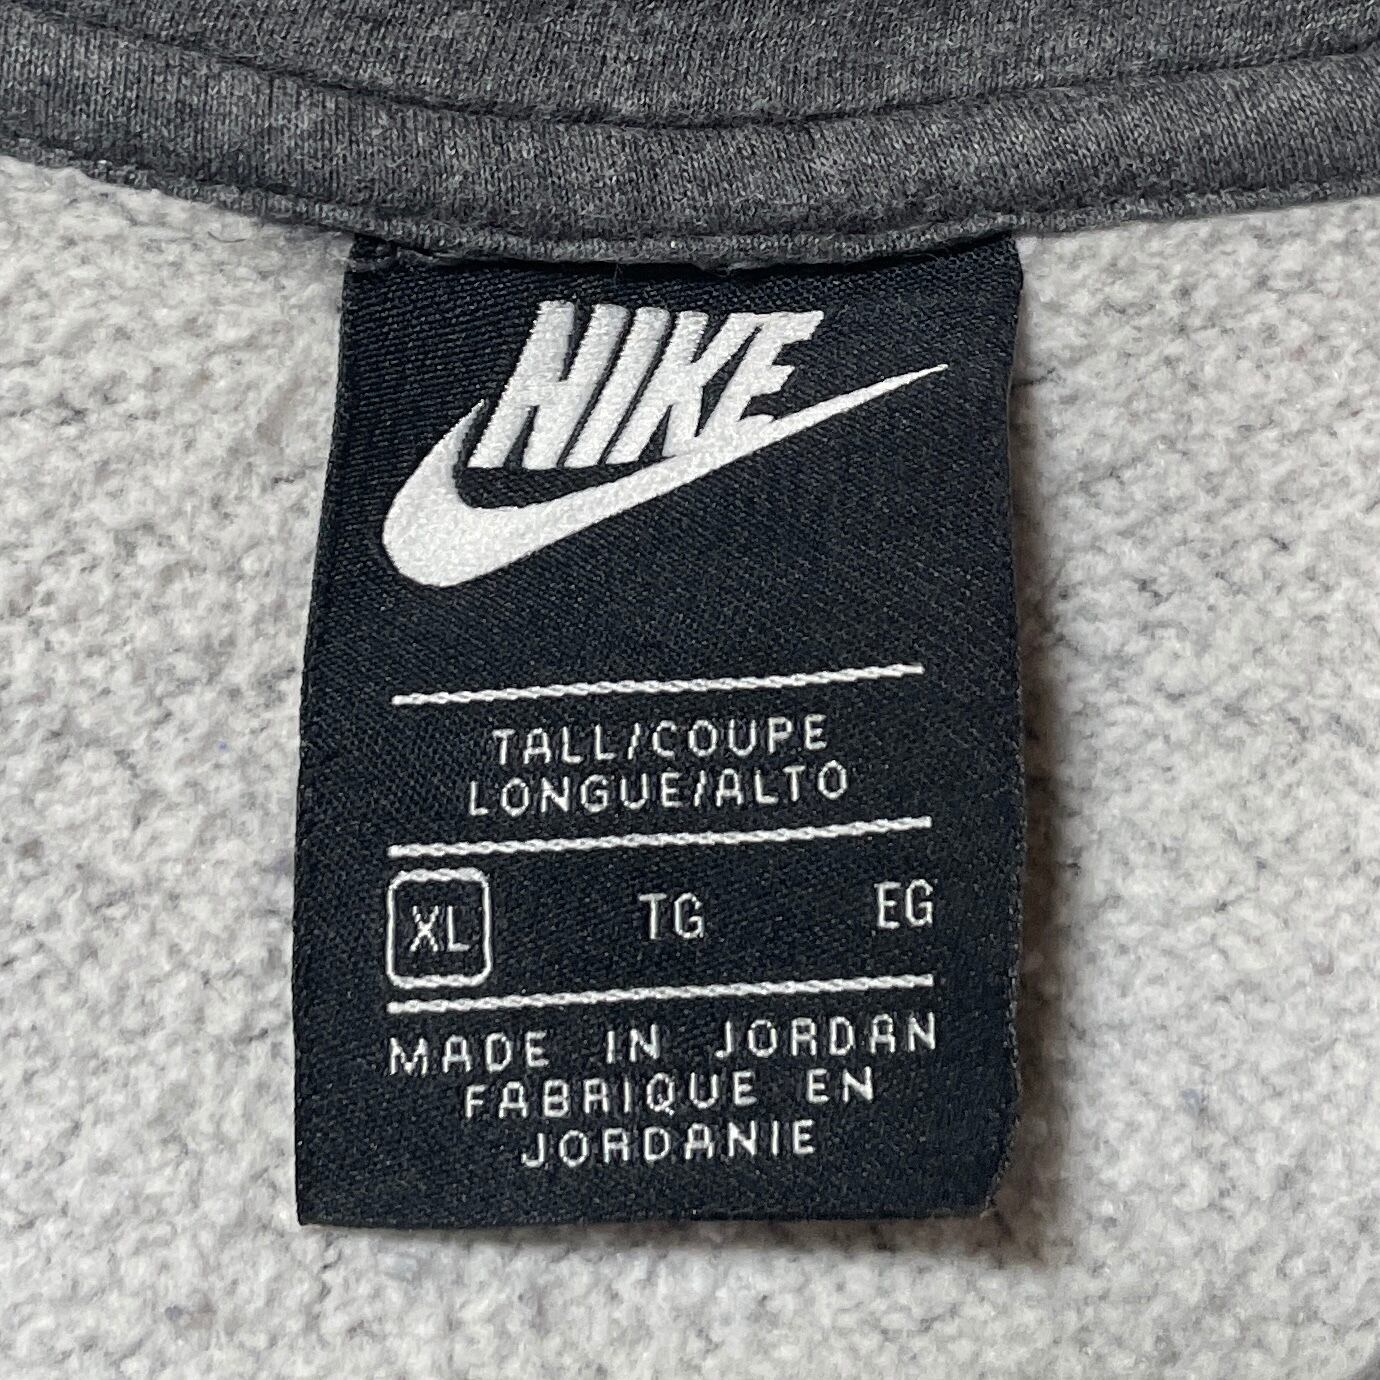 NIKE
TALL/COUPE
LONGUE/ALTO
XL TG EG
MADE IN JORDAN
FABRIQUE EN
JORDANIE